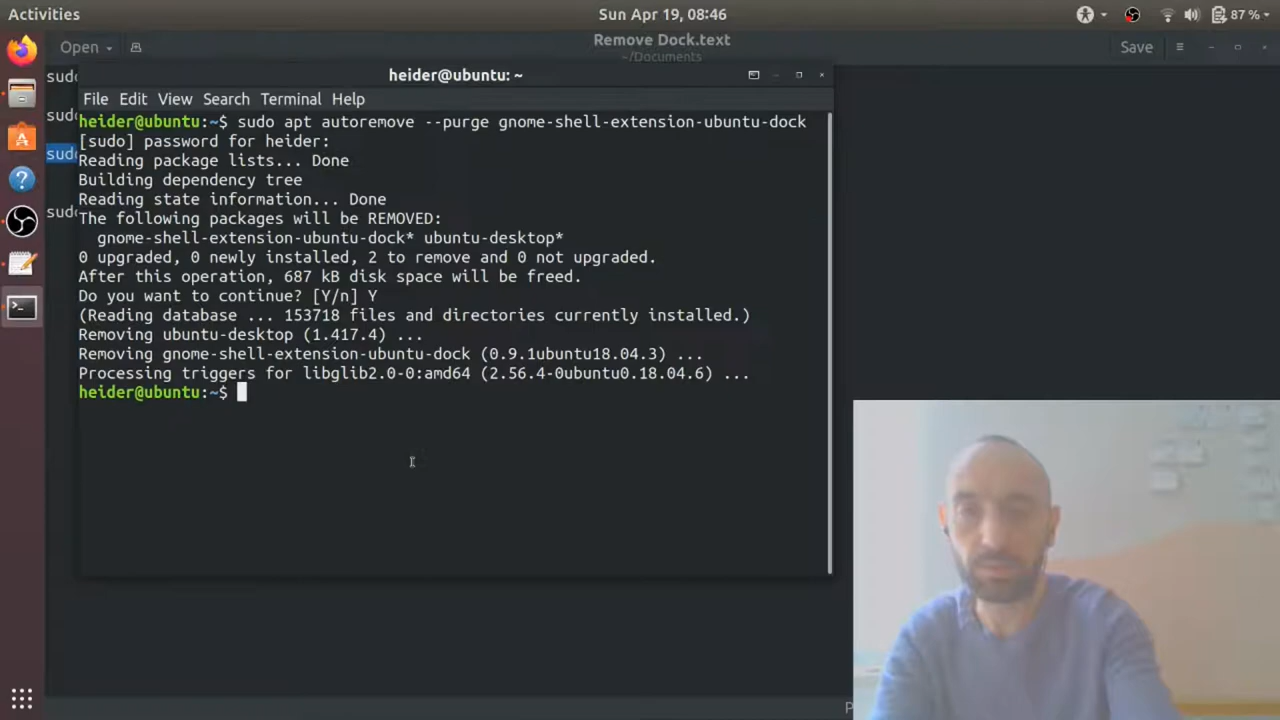 Activities
Sun Apr 19, 08:46
87 %
Open
Remove Dock.text
~/Documents
Save
heider@ubuntu: ~
File Edit View Search Terminal Help
heider@ubuntu:~$ sudo apt autoremove --purge gnome-shell-extension-ubuntu-dock
[sudo] password for heider:
Reading package lists... Done
Building dependency tree
Reading state information... Done
The following packages will be REMOVED:
gnome-shell-extension-ubuntu-dock* ubuntu-desktop*
0 upgraded, 0 newly installed, 2 to remove and 0 not upgraded.
After this operation, 687 kB disk space will be freed.
Do you want to continue? [Y/n] Y
(Reading database ... 153718 files and directories currently installed.)
Removing ubuntu-desktop (1.417.4) ...
Removing gnome-shell-extension-ubuntu-dock (0.9.1ubuntu18.04.3) ...
Processing triggers for libglib2.0-0:amd64 (2.56.4-0ubuntu0.18.04.6) ...
heider@ubuntu:~$